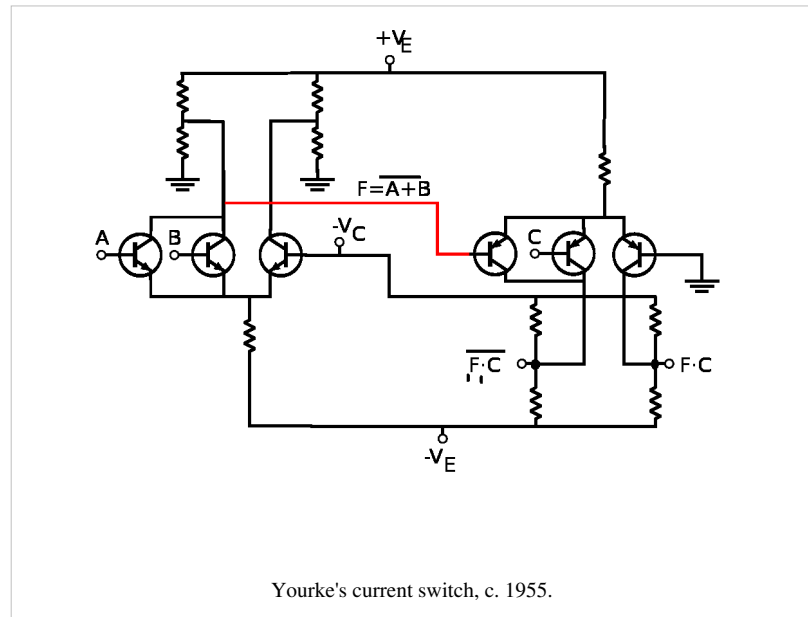 +VE
F=A+B
A
B
-VC
C
F·C
F·C
-VE
Yourke's current switch, c. 1955.